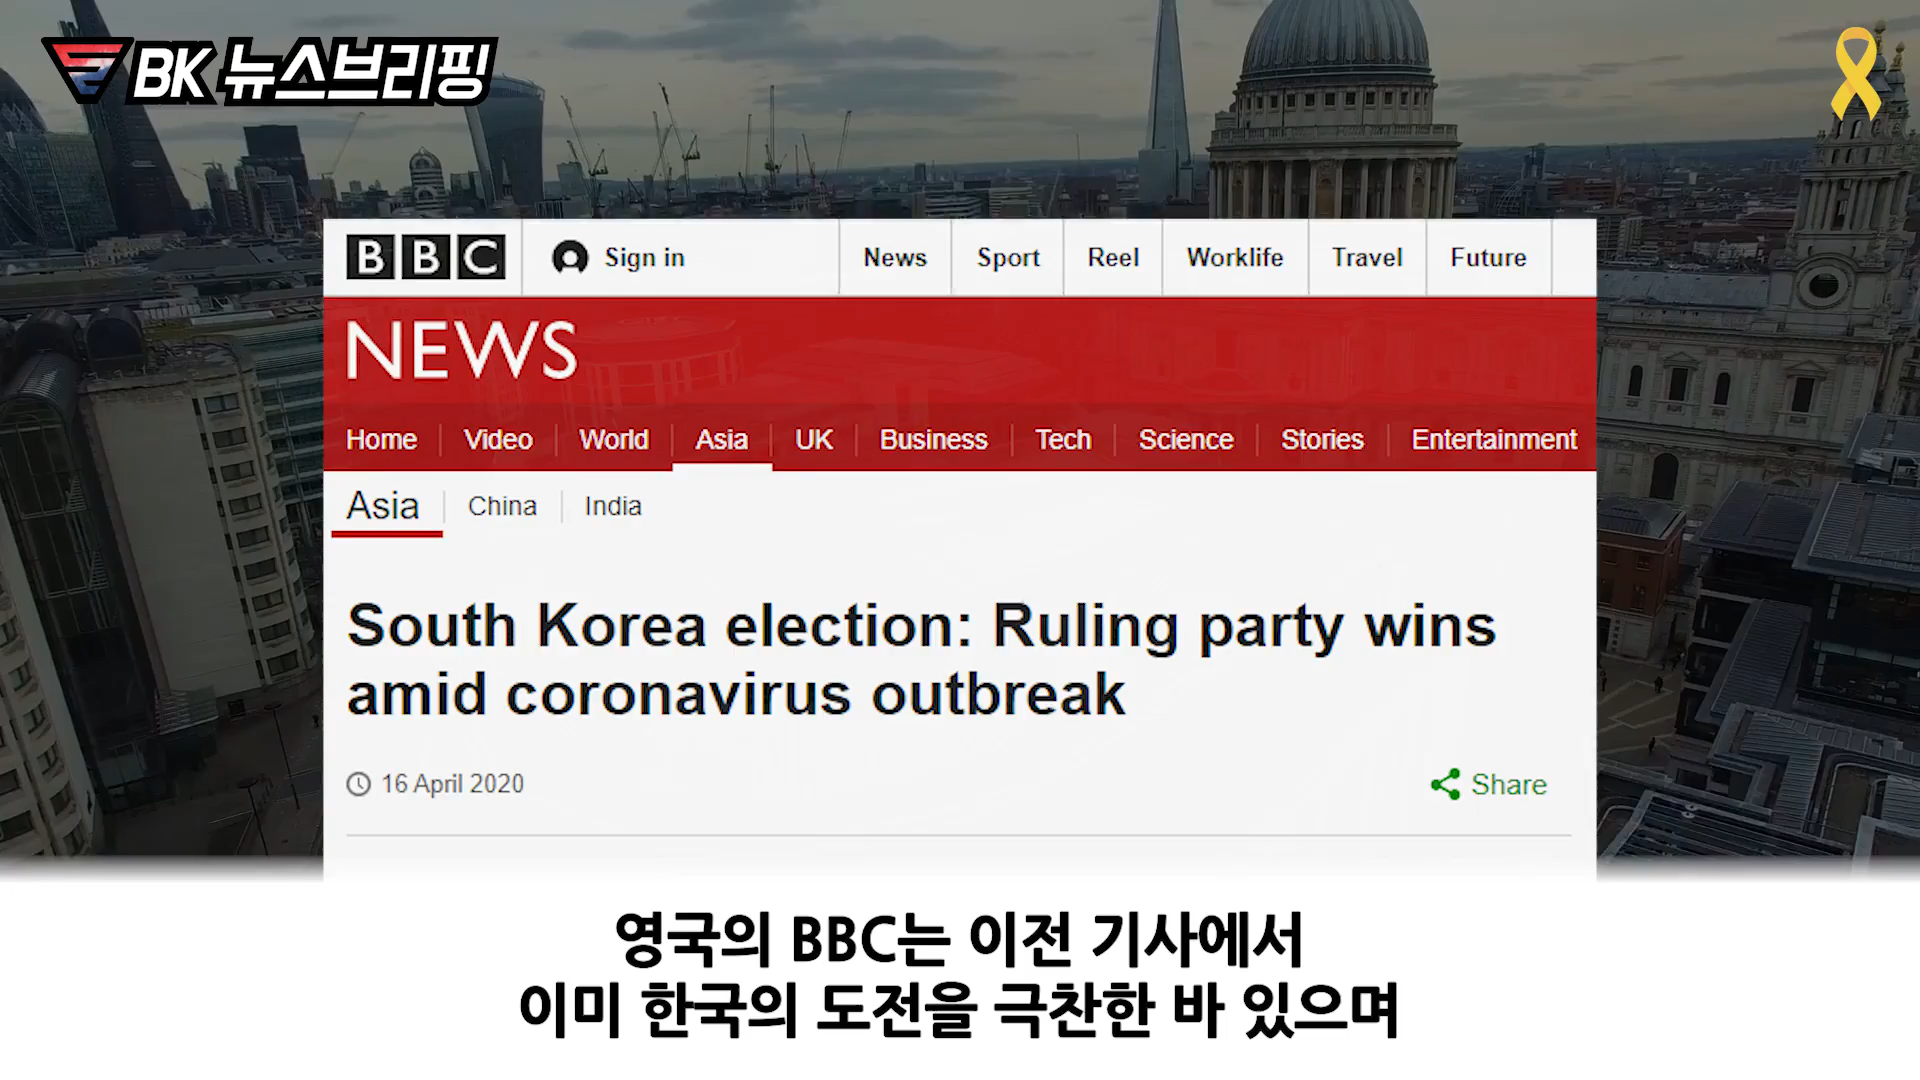 BK 뉴스브리핑
BBC
Sign in
News
Sport
Reel
Worklife
Travel
Future
NEWS
Home
Video
World
Asia
UK
Business
Tech
Science
Stories
Entertainment
Asia
China
India
South Korea election: Ruling party wins
amid coronavirus outbreak
16 April 2020
Share
영국의 BBC는 이전 기사에서
이미 한국의 도전을 극찬한 바 있으며